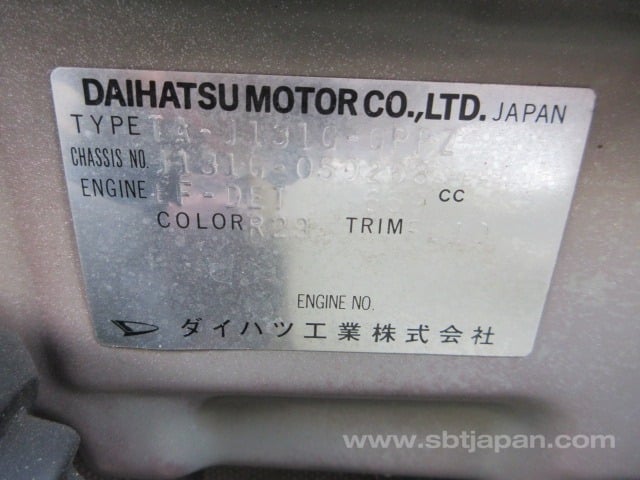 DAIHATSU MOTOR CO.,LTD. JAPAN
TYPE
CHASSIS NO.
ENGINE EF-DET CC
COLOR R29 TRIM
ENGINE NO.
ダイハツ工業株式会社
www.sbtjapan.com